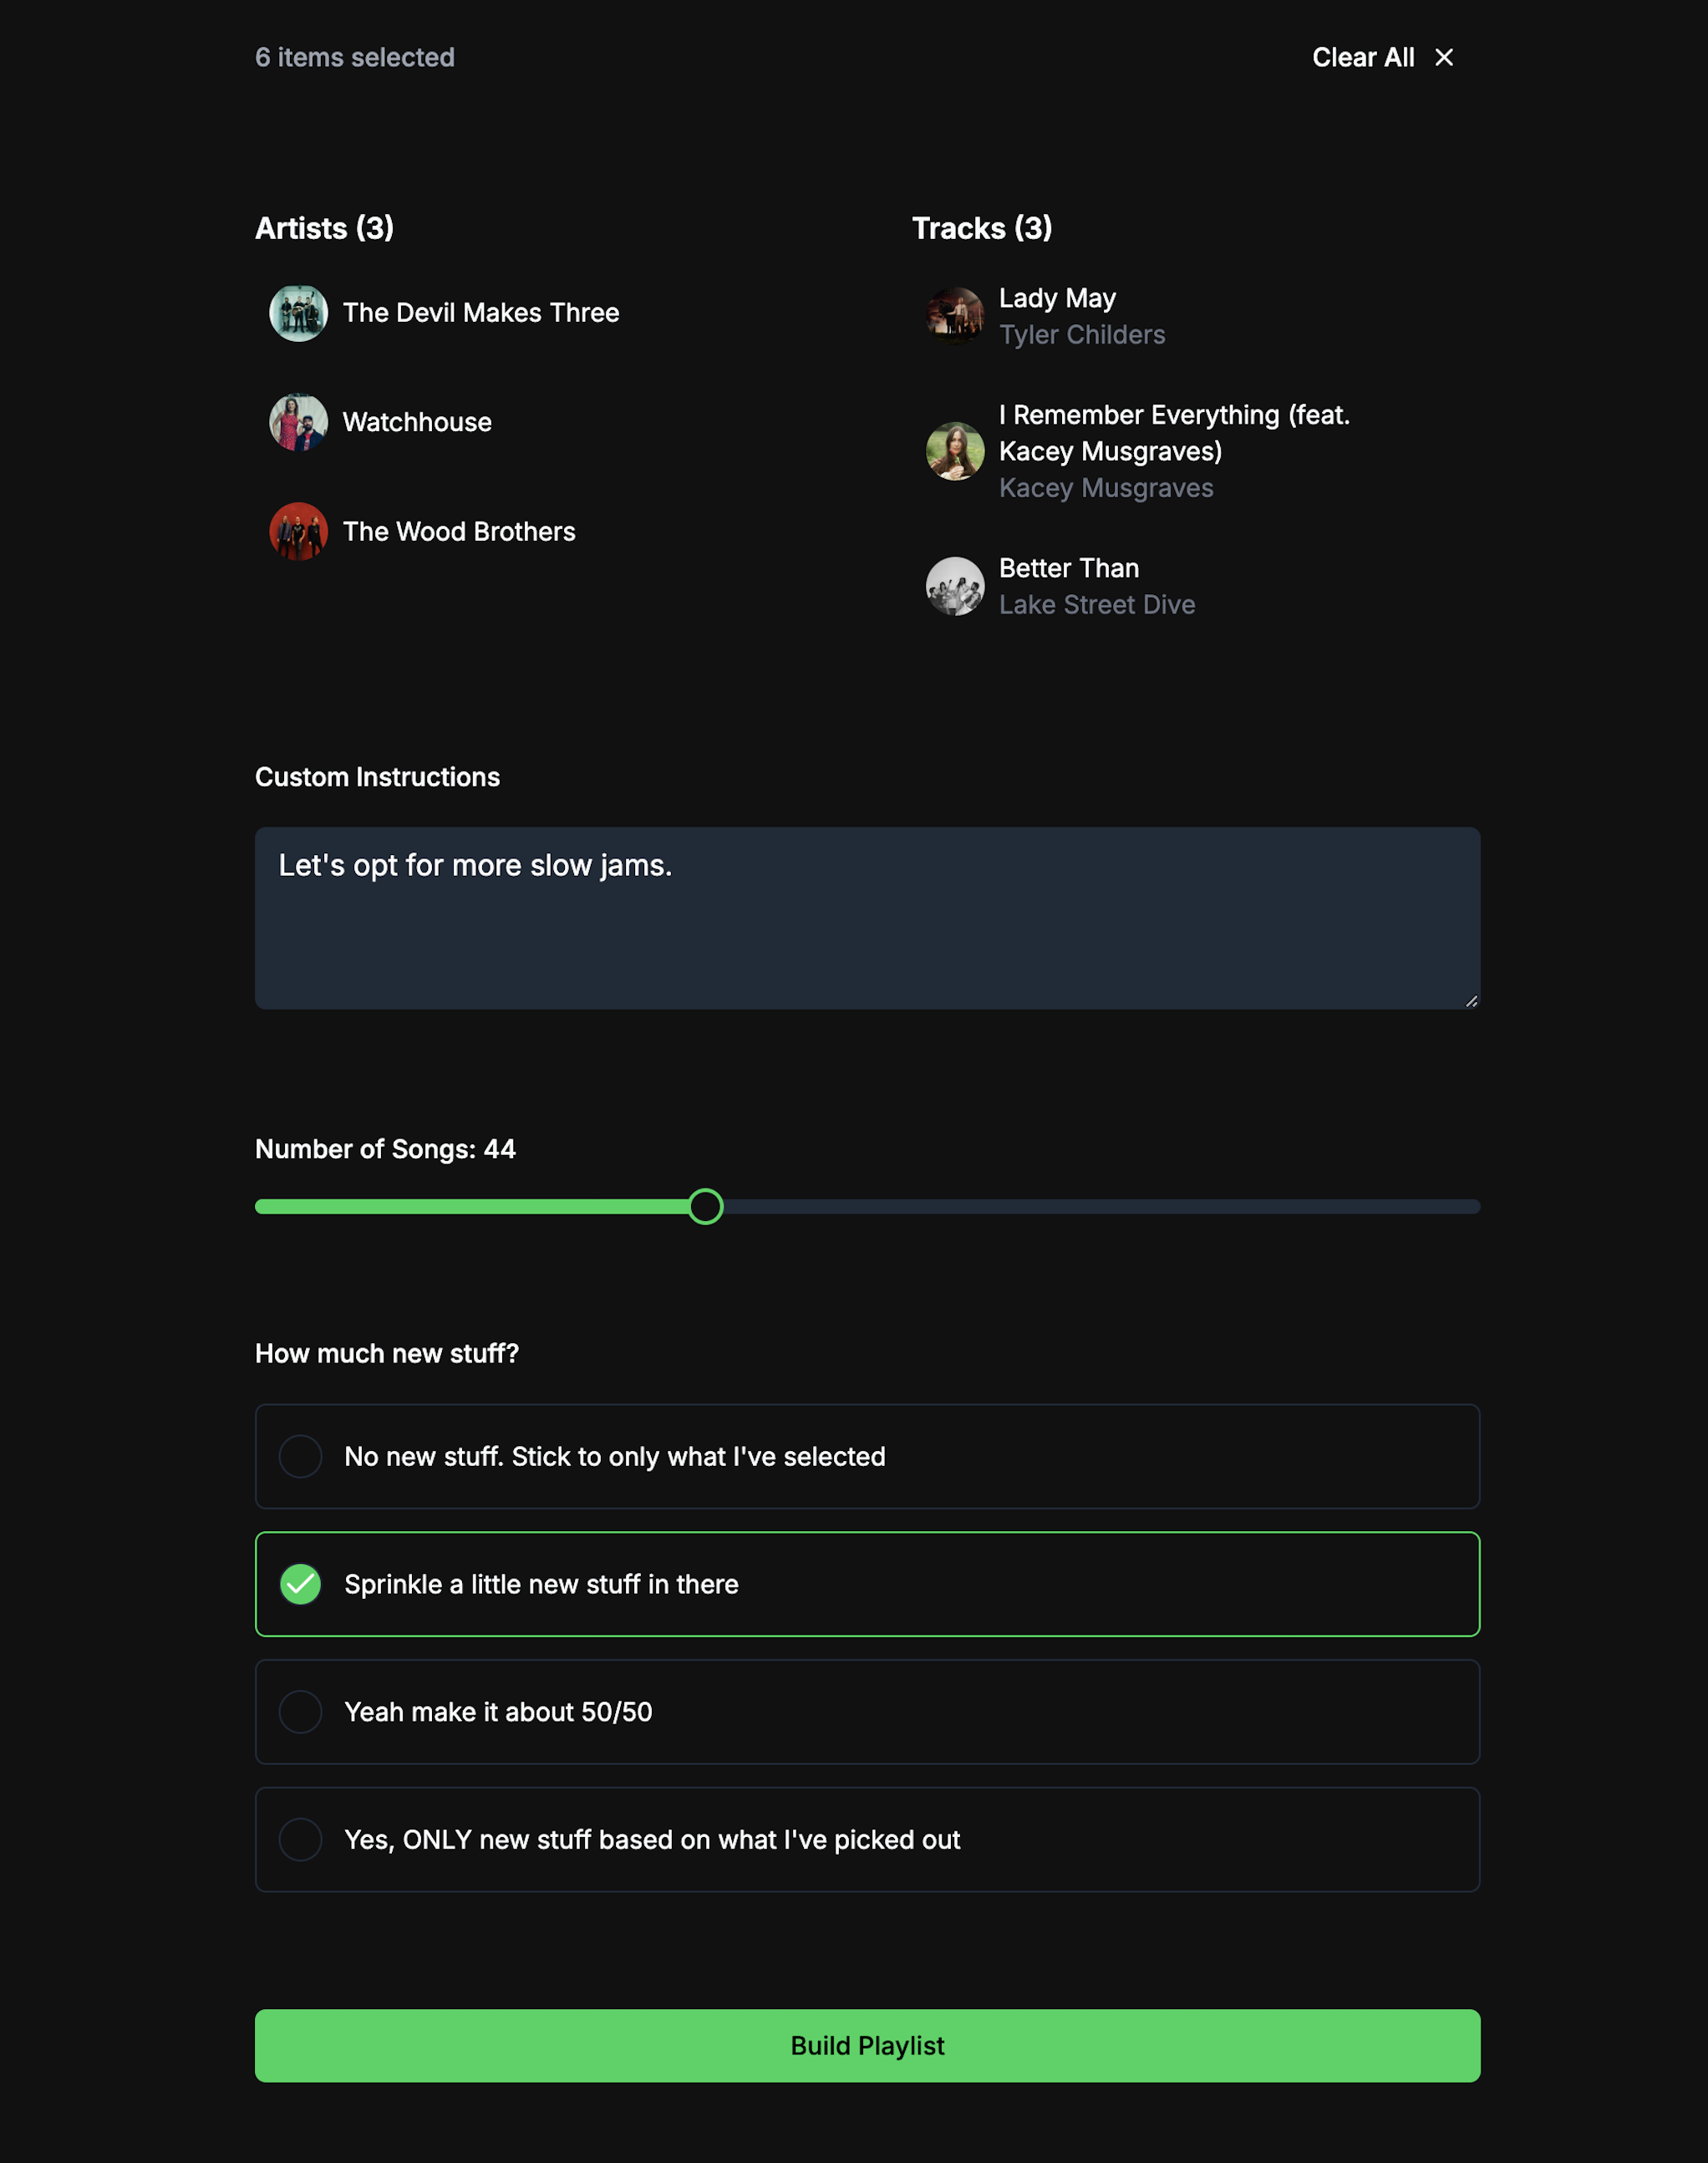 6 items selected
Clear All
Artists (3)
The Devil Makes Three
Watchhouse
The Wood Brothers
Tracks (3)
Lady May
Tyler Childers
I Remember Everything (feat.
Kacey Musgraves)
Kacey Musgraves
Better Than
Lake Street Dive
Custom Instructions
Let's opt for more slow jams.
Number of Songs: 44
How much new stuff?
No new stuff. Stick to only what I've selected
Sprinkle a little new stuff in there
Yeah make it about 50/50
Yes, ONLY new stuff based on what I've picked out
Build Playlist